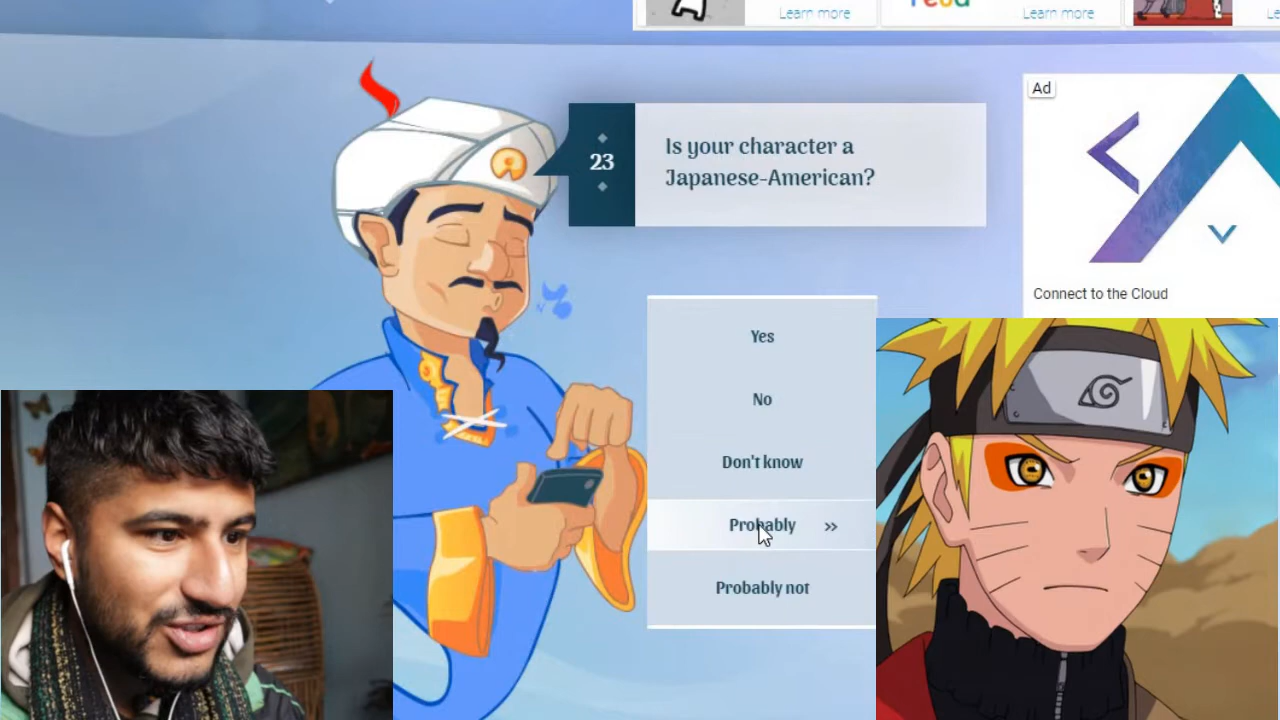 Learn more
Learn more
Ad
23
Is your character a
Japanese-American?
Connect to the Cloud
Yes
No
Don't know
Probably »
Probably not